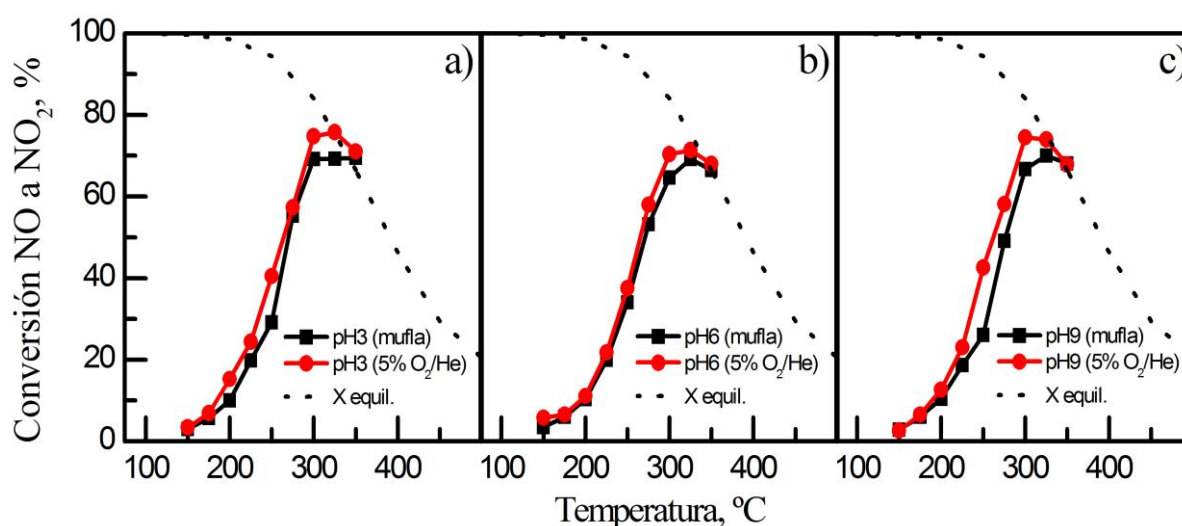 Conversión NO a NO₂, %
100
80
60
40
20
0
a)
pH3 (mufla)
pH3 (5% O₂/He)
X equil.
100 200 300 400
b)
pH6 (mufla)
pH6 (5% O₂/He)
X equil.
100 200 300 400
c)
pH9 (mufla)
pH9 (5% O₂/He)
X equil.
100 200 300 400
Temperatura, ºC